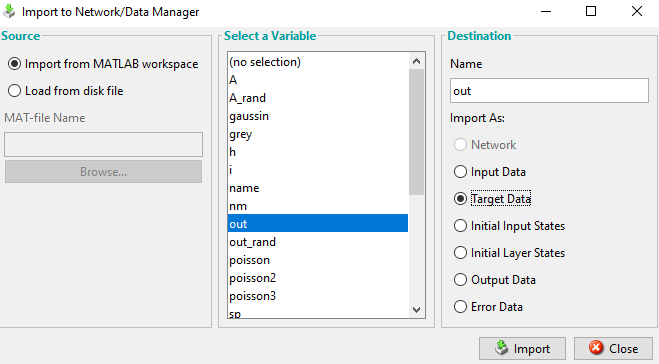 Import to Network/Data Manager
Source
Import from MATLAB workspace
Load from disk file
MAT-file Name
Browse...
Select a Variable
(no selection)
A
A_rand
gaussin
grey
h
i
name
nm
out
out_rand
poisson
poisson2
poisson3
sp
Destination
Name
out
Import As:
Network
Input Data
Target Data
Initial Input States
Initial Layer States
Output Data
Error Data
Import
Close